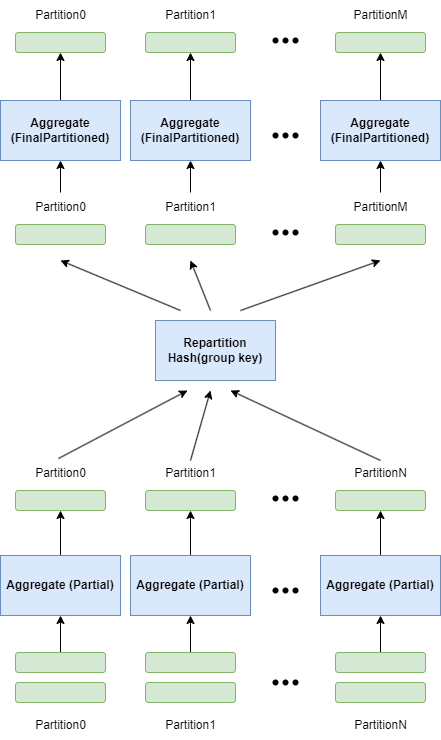 Partition0
Partition1
PartitionM
Aggregate
(FinalPartitioned)
Aggregate
(FinalPartitioned)
Aggregate
(FinalPartitioned)
Partition0
Partition1
PartitionM
Repartition
Hash(group key)
Partition0
Partition1
PartitionN
Aggregate (Partial)
Aggregate (Partial)
Aggregate (Partial)
Partition0
Partition1
PartitionN